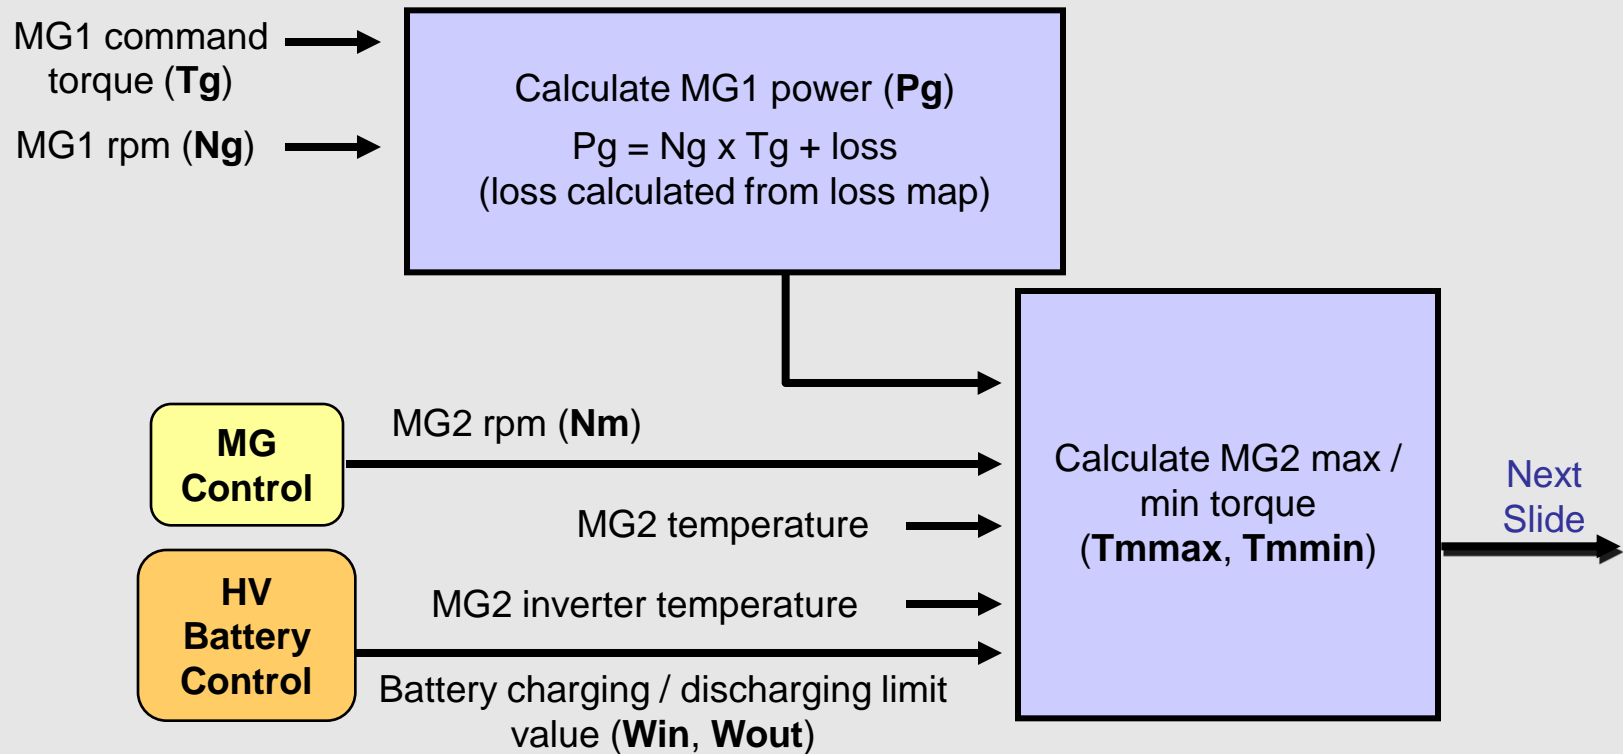 MG1 command
torque (Tg)
MG1 rpm (Ng)
Calculate MG1 power (Pg)
Pg = Ng x Tg + loss
(loss calculated from loss map)
MG
Control
MG2 rpm (Nm)
MG2 temperature
MG2 inverter temperature
HV
Battery
Control
Battery charging / discharging limit
value (Win, Wout)
Calculate MG2 max /
min torque
(Tmmax, Tmmin)
Next
Slide